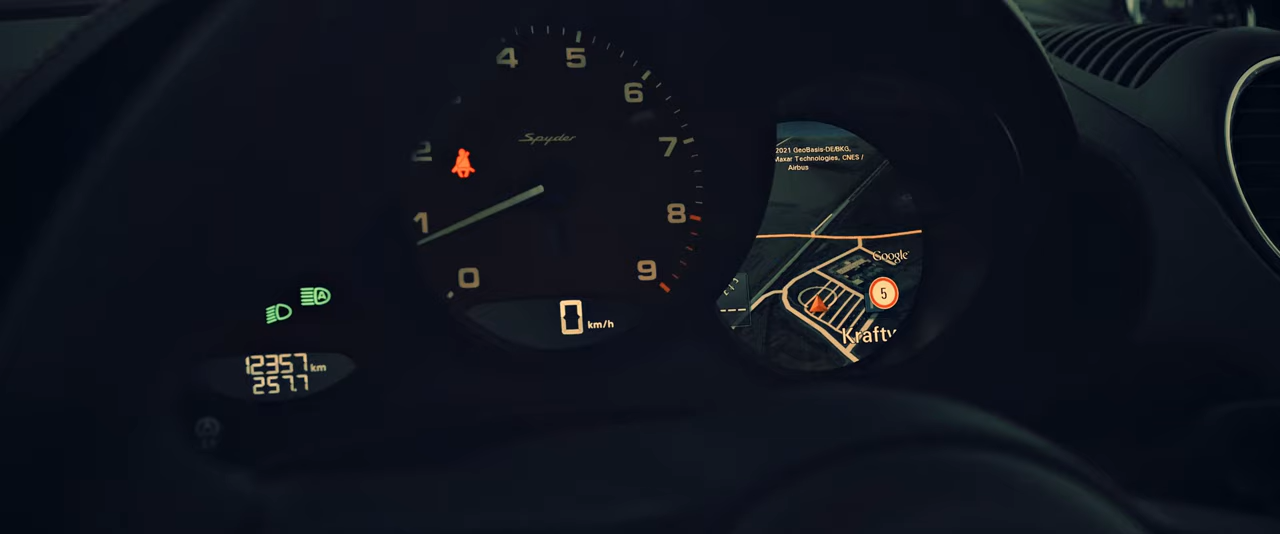 4
5
6
Spyder
2
7
2021 GeoBasis-DE/BKG,
Maxar Technologies, CNES /
Airbus
1
8
Google
0
9
5
A
0 km/h
12357 km
257.7